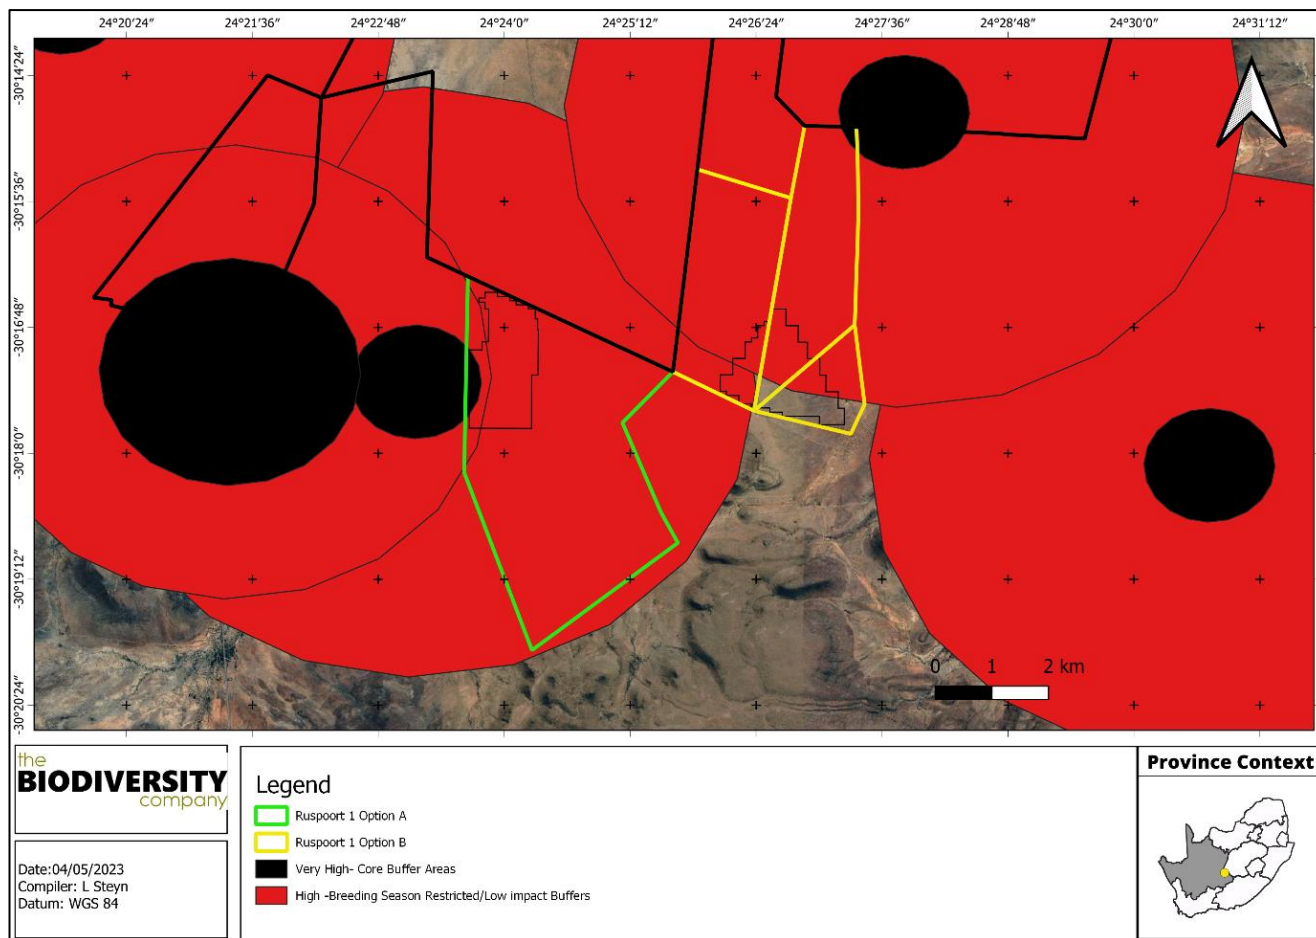 24°20'24" 24°21'36" 24°22'48" 24°24'0" 24°25'12" 24°26'24" 24°27'36" 24°28'48" 24°30'0" 24°31'12"
-30°14'24"
-30°15'36"
-30°16'48"
-30°18'0"
-30°19'12"
-30°20'24"
0 1 2 km
the
BIODIVERSITY
company
Date:04/05/2023
Compiler: L Steyn
Datum: WGS 84
Legend
Ruspoort 1 Option A
Ruspoort 1 Option B
Very High- Core Buffer Areas
High -Breeding Season Restricted/Low impact Buffers
Province Context